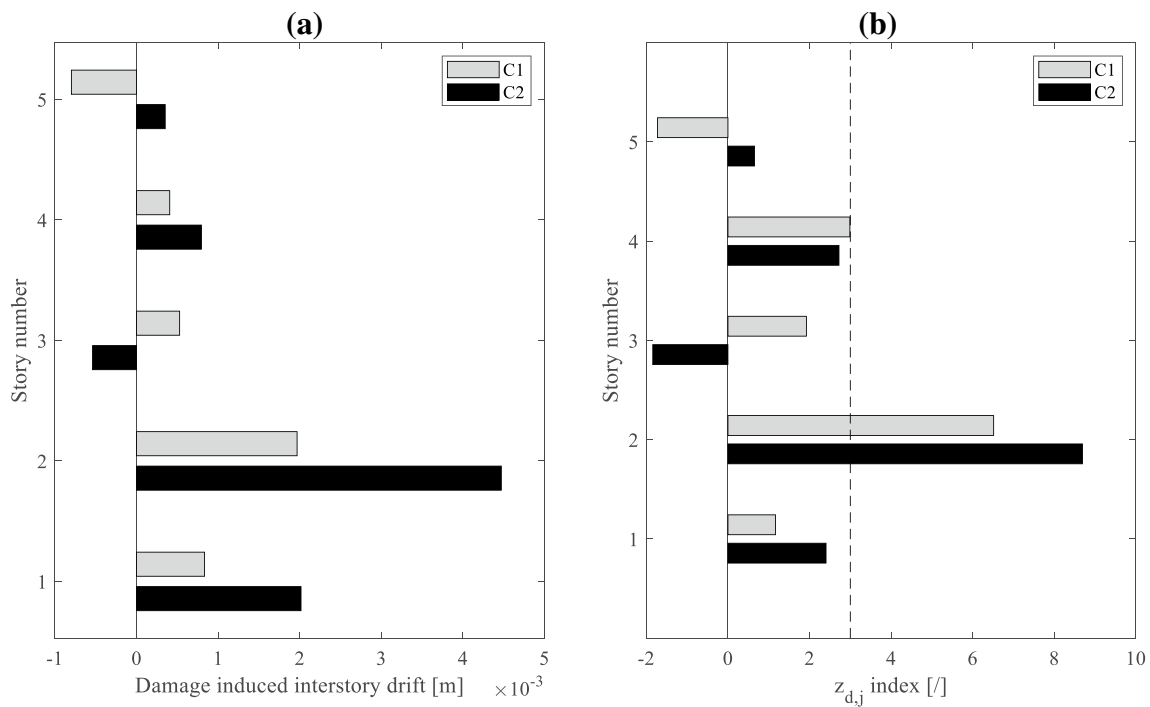 (a)
C1
C2
5
4
3
2
1
Story number
-1 0 1 2 3 4 5
Damage induced interstory drift [m] ×10-3
(b)
C1
C2
5
4
3
2
1
Story number
-2 0 2 4 6 8 10
zd,j index [/]